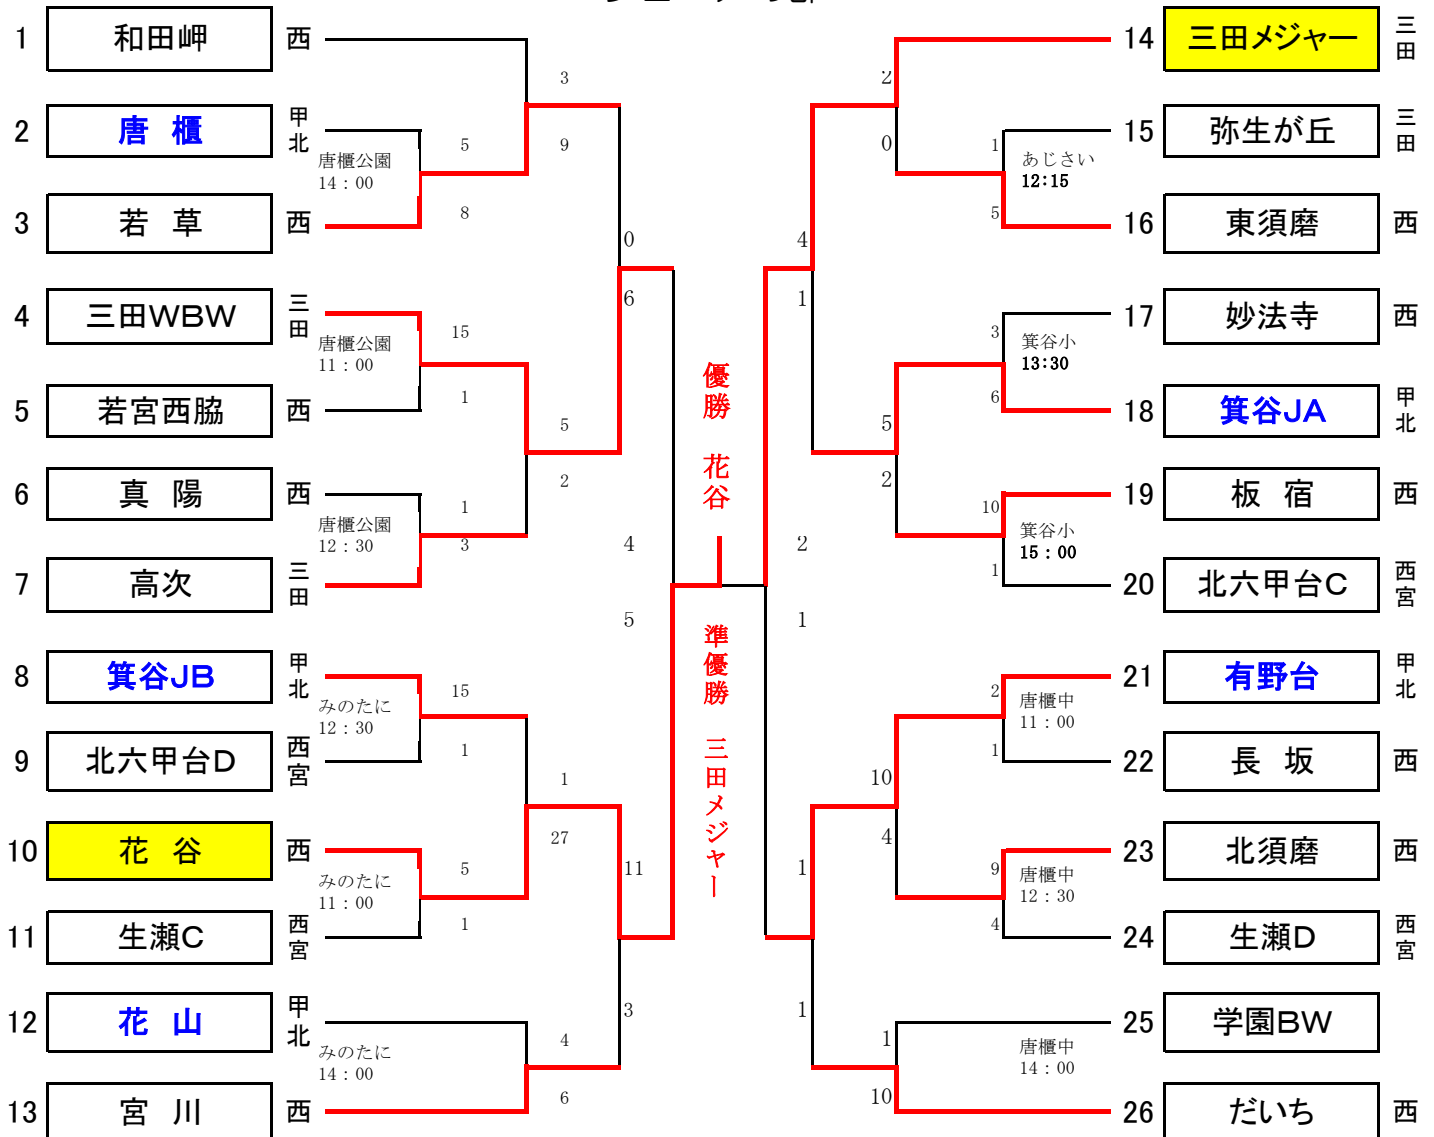 1 和田岬 西
2 唐 櫃 甲北
唐櫃公園
14：00
3 若 草 西
4 三田WBW 三田
唐櫃公園
11：00
5 若宮西脇 西
6 真 陽 西
唐櫃公園
12：30
7 高次 三田
8 箕谷JB 甲北
みのたに
12：30
9 北六甲台D 西宮
10 花 谷 西
みのたに
11：00
11 生瀬C 西宮
12 花 山 甲北
みのたに
14：00
13 宮 川 西
3
9
5
8
15
1
5
2
1
3
0
6
4
5
15
1
1
27
5
1
11
3
4
6
優勝 花谷
準優勝 三田メジャー
2
0
1
5
4
1
3
6
5
2
10
1
2
1
2
1
10
4
9
4
1
1
1
10
14 三田メジャー 三田
15 弥生が丘 三田
あじさい
12:15
16 東須磨 西
17 妙法寺 西
箕谷小
13:30
18 箕谷JA 甲北
19 板 宿 西
箕谷小
15：00
20 北六甲台C 西宮
21 有野台 甲北
唐櫃中
11：00
22 長 坂 西
23 北須磨 西
唐櫃中
12：30
24 生瀬D 西宮
25 学園BW
唐櫃中
14：00
26 だいち 西